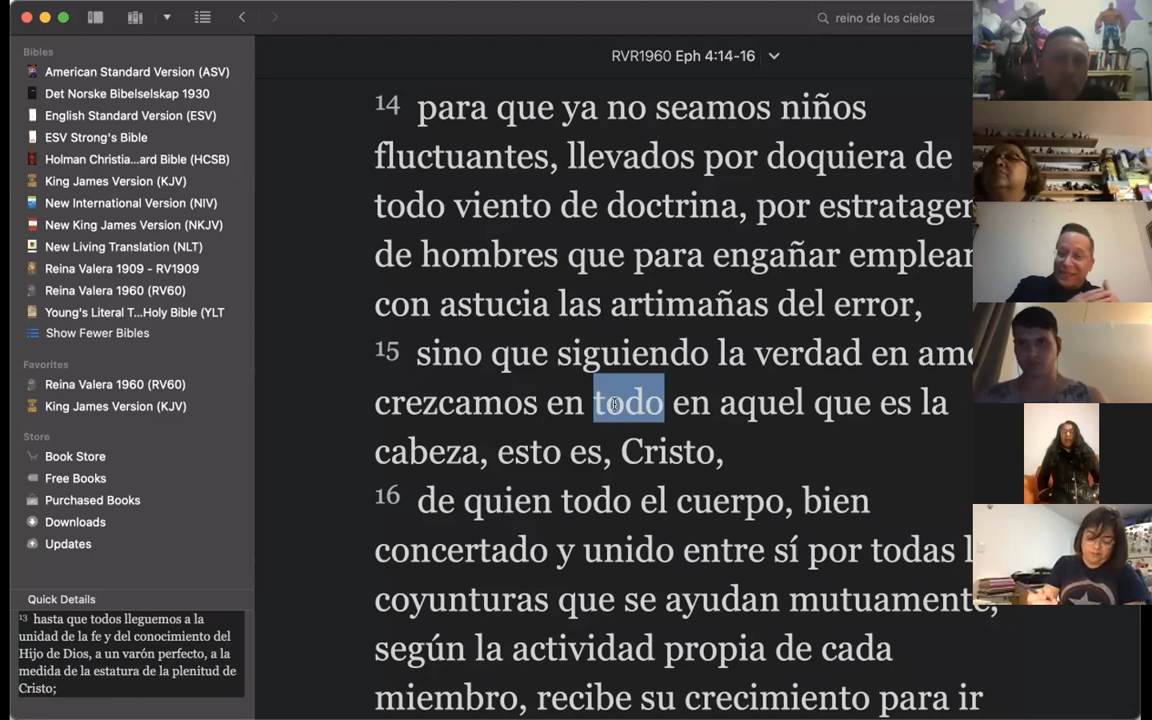 reino de los cielos
Bibles
American Standard Version (ASV)
Det Norske Bibelselskap 1930
English Standard Version (ESV)
ESV Strong's Bible
Holman Christia...ard Bible (HCSB)
King James Version (KJV)
New International Version (NIV)
New King James Version (NKJV)
New Living Translation (NLT)
Reina Valera 1909 - RV1909
Reina Valera 1960 (RV60)
Young's Literal T...Holy Bible (YLT
Show Fewer Bibles
Favorites
Reina Valera 1960 (RV60)
King James Version (KJV)
Store
Book Store
Free Books
Purchased Books
Downloads
Updates
Quick Details
13 hasta que todos lleguemos a la
unidad de la fe y del conocimiento del
Hijo de Dios, a un varón perfecto, a la
medida de la estatura de la plenitud de
Cristo;
RVR1960 Eph 4:14-16
14 para que ya no seamos niños
fluctuantes, llevados por doquiera de
todo viento de doctrina, por estratagem
de hombres que para engañar emplean
con astucia las artimañas del error,
15 sino que siguiendo la verdad en amo
crezcamos en todo en aquel que es la
cabeza, esto es, Cristo,
16 de quien todo el cuerpo, bien
concertado y unido entre sí por todas l
coyunturas que se ayudan mutuamente,
según la actividad propia de cada
miembro, recibe su crecimiento para ir